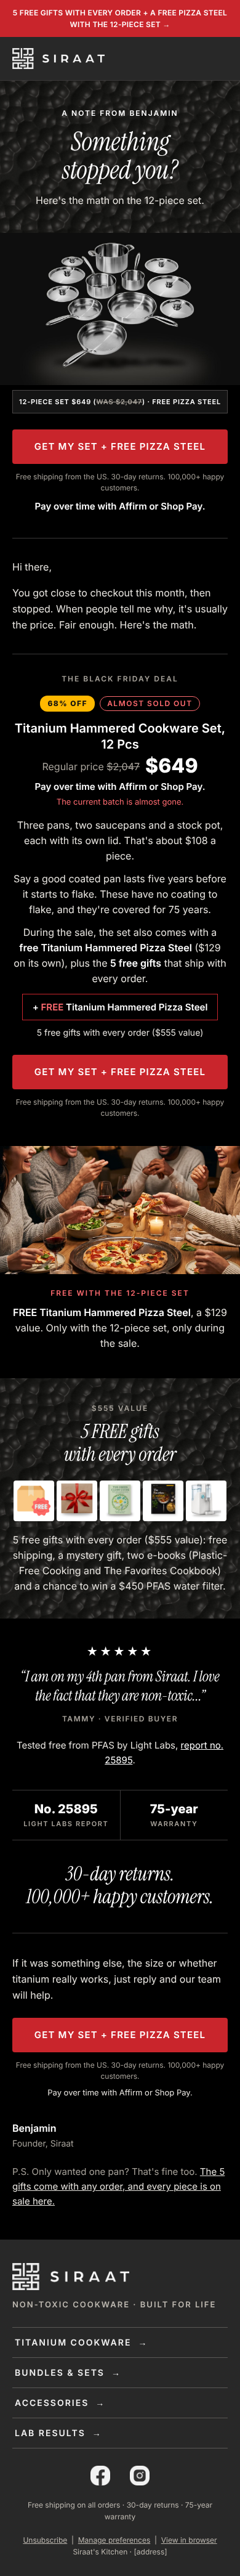 5 FREE GIFTS WITH EVERY ORDER + A FREE PIZZA STEEL
WITH THE 12-PIECE SET →
SIRAAT
A NOTE FROM BENJAMIN
Something
stopped you?
Here's the math on the 12-piece set.
12-PIECE SET $649 (WAS $2,047) · FREE PIZZA STEEL
GET MY SET + FREE PIZZA STEEL
Free shipping from the US. 30-day returns. 100,000+ happy
customers.
Pay over time with Affirm or Shop Pay.
Hi there,
You got close to checkout this month, then
stopped. When people tell me why, it's usually
the price. Fair enough. Here's the math.
THE BLACK FRIDAY DEAL
68% OFF
ALMOST SOLD OUT
Titanium Hammered Cookware Set,
12 Pcs
Regular price $2,047 $649
Pay over time with Affirm or Shop Pay.
The current batch is almost gone.
Three pans, two saucepans and a stock pot,
each with its own lid. That's about $108 a
piece.
Say a good coated pan lasts five years before
it starts to flake. These have no coating to
flake, and they're covered for 75 years.
During the sale, the set also comes with a
free Titanium Hammered Pizza Steel ($129
on its own), plus the 5 free gifts that ship with
every order.
+ FREE Titanium Hammered Pizza Steel
5 free gifts with every order ($555 value)
GET MY SET + FREE PIZZA STEEL
Free shipping from the US. 30-day returns. 100,000+ happy
customers.
FREE WITH THE 12-PIECE SET
FREE Titanium Hammered Pizza Steel, a $129
value. Only with the 12-piece set, only during
the sale.
$555 VALUE
5 FREE gifts
with every order
FREE
5 free gifts with every order ($555 value): free
shipping, a mystery gift, two e-books (Plastic-
Free Cooking and The Favorites Cookbook)
and a chance to win a $450 PFAS water filter.
★★★★★
“I am on my 4th pan from Siraat. I love
the fact that they are non-toxic...”
TAMMY · VERIFIED BUYER
Tested free from PFAS by Light Labs, report no.
25895.
No. 25895
LIGHT LABS REPORT
75-year
WARRANTY
30-day returns.
100,000+ happy customers.
If it was something else, the size or whether
titanium really works, just reply and our team
will help.
GET MY SET + FREE PIZZA STEEL
Free shipping from the US. 30-day returns. 100,000+ happy
customers.
Pay over time with Affirm or Shop Pay.
Benjamin
Founder, Siraat
P.S. Only wanted one pan? That's fine too. The 5
gifts come with any order, and every piece is on
sale here.
SIRAAT
NON-TOXIC COOKWARE · BUILT FOR LIFE
TITANIUM COOKWARE →
BUNDLES & SETS →
ACCESSORIES →
LAB RESULTS →
Free shipping on all orders · 30-day returns · 75-year
warranty
Unsubscribe | Manage preferences | View in browser
Siraat's Kitchen · [address]